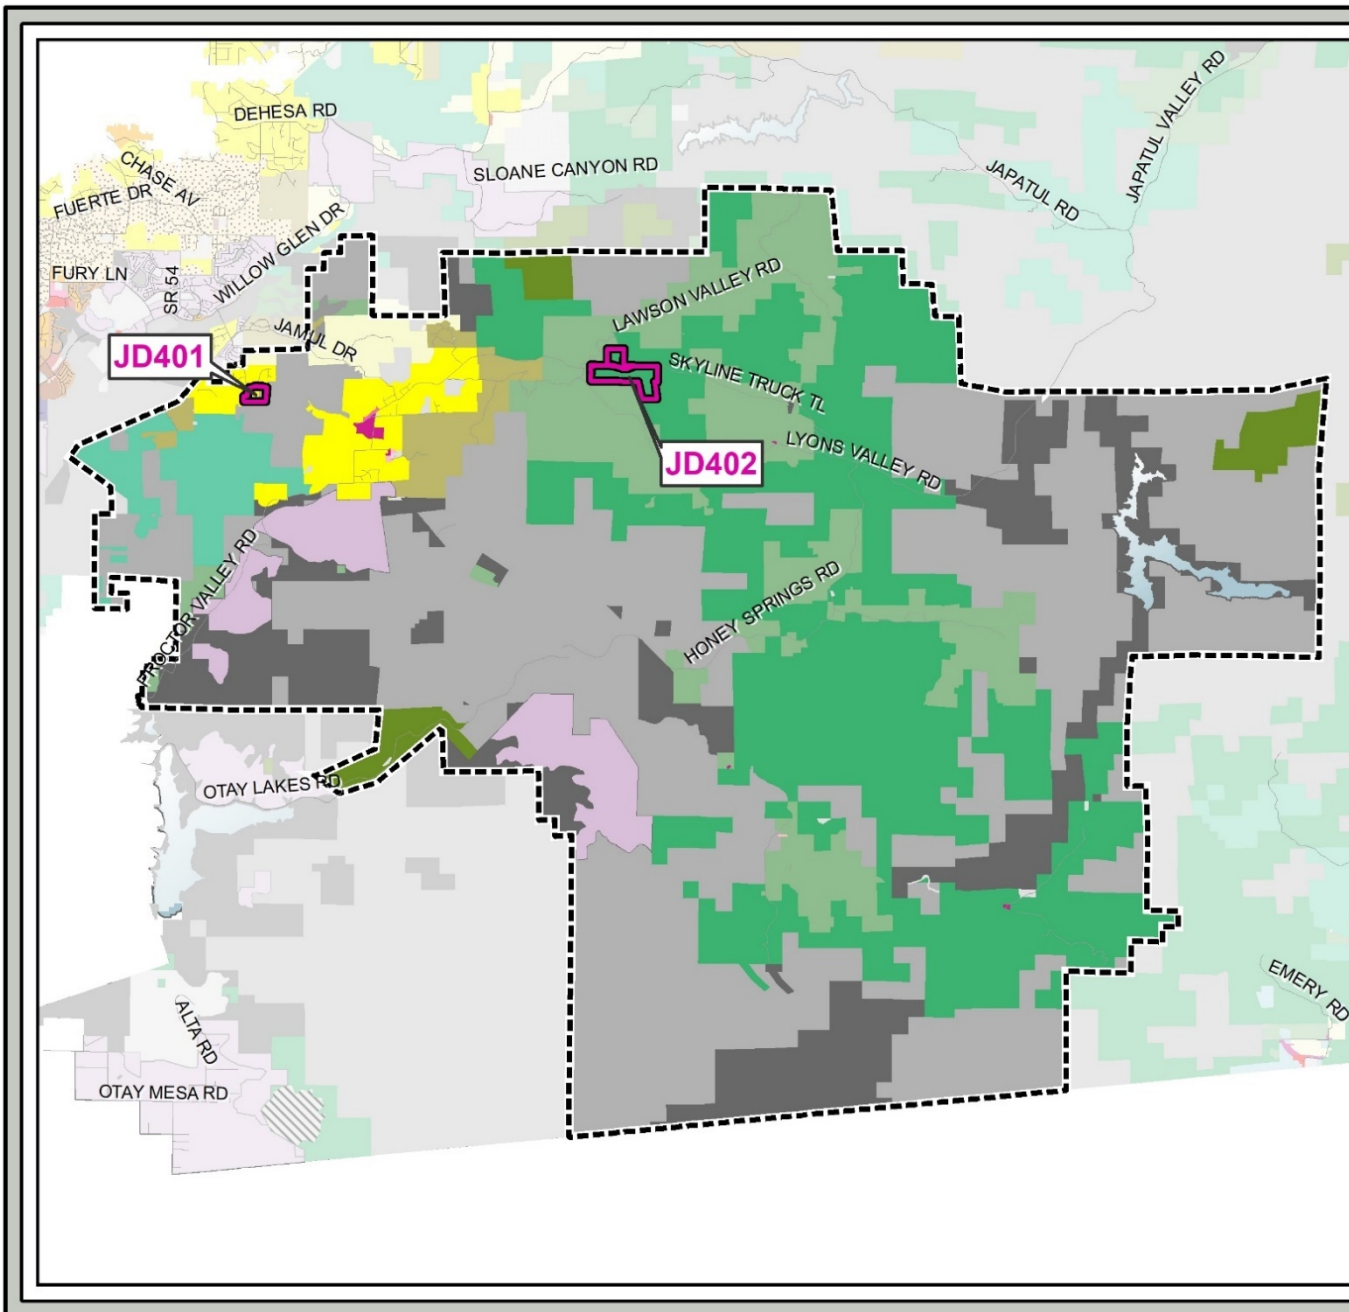 DEHESA RD
CHASE AV
SLOANE CANYON RD
JAPATUL VALLEY RD
JAPATUL RD
FUERTE DR
WILLOW GLEN DR
FURY LN
SR 54
LAWSON VALLEY RD
JAMUL DR
JD401
SKYLINE TRUCK TL
LYONS VALLEY RD
JD402
PROCTOR VALLEY RD
HONEY SPRINGS RD
OTAY LAKES RD
EMERY RD
ALTA RD
OTAY MESA RD